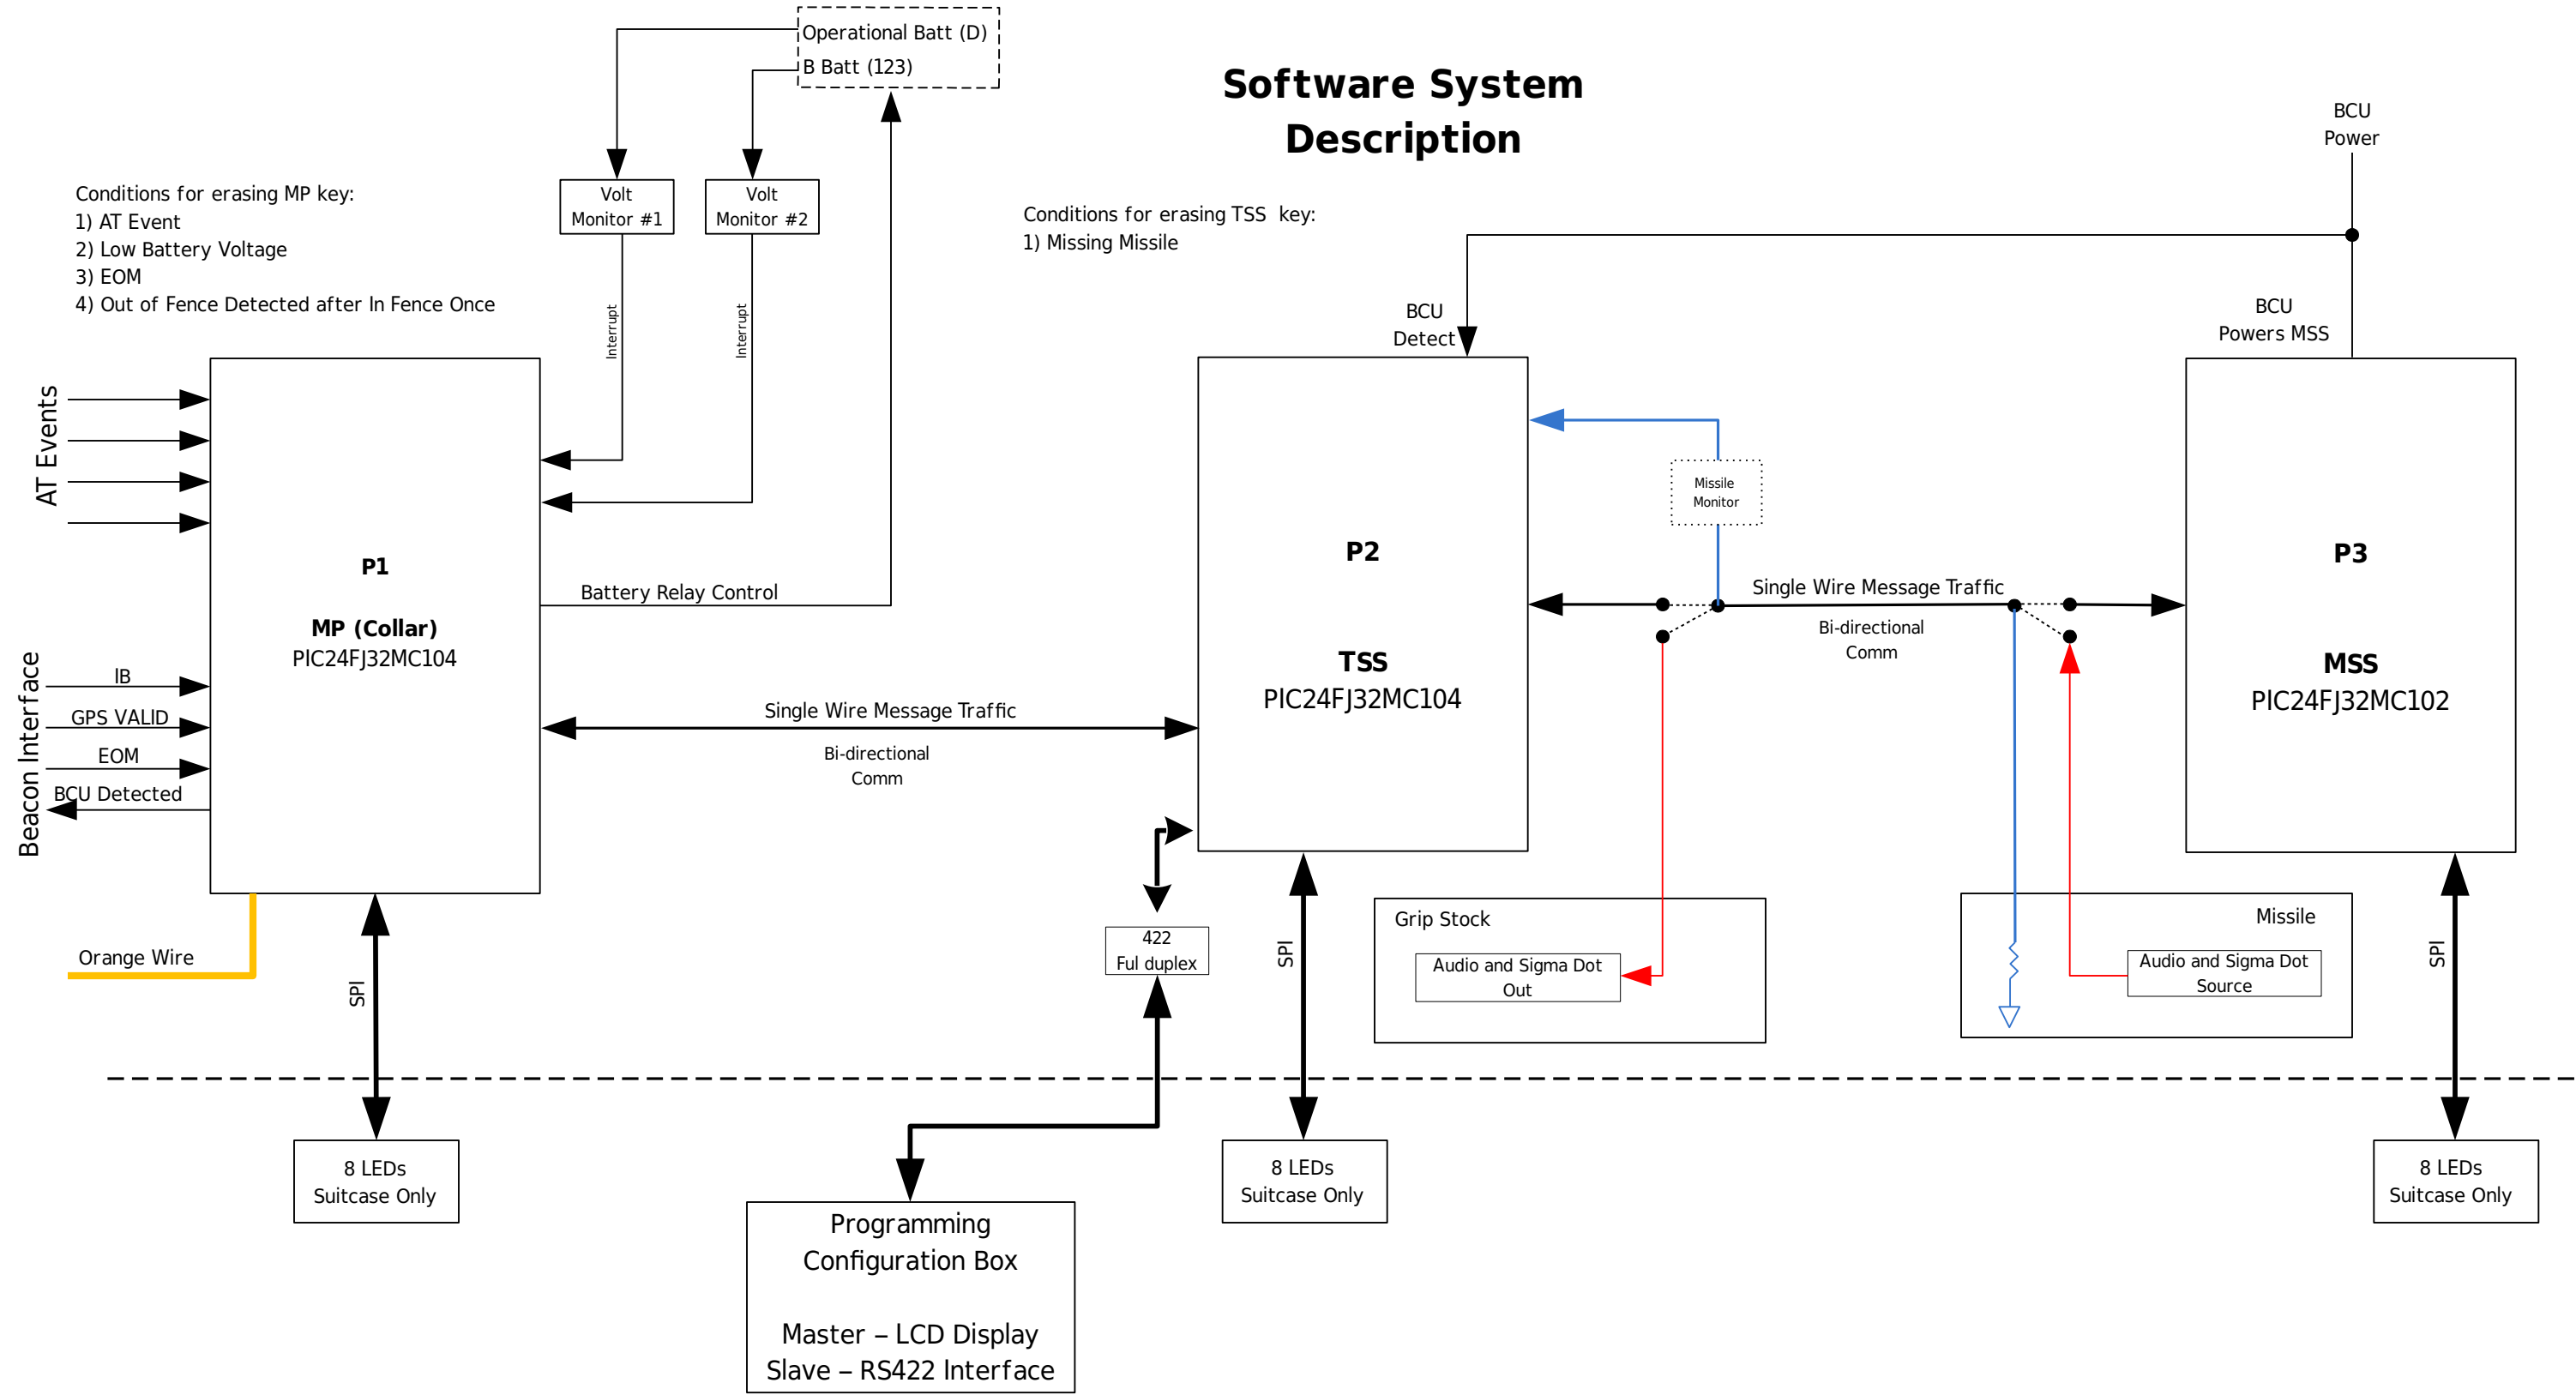 Operational Batt (D)
B Batt (123)
Software System
Description
BCU
Power
Conditions for erasing MP key:
1) AT Event
2) Low Battery Voltage
3) EOM
4) Out of Fence Detected after In Fence Once
Volt
Monitor #1
Volt
Monitor #2
Conditions for erasing TSS key:
1) Missing Missile
Interrupt
Interrupt
BCU
Detect
BCU
Powers MSS
AT Events
Missile
Monitor
P1
MP (Collar)
PIC24FJ32MC104
Battery Relay Control
P2
TSS
PIC24FJ32MC104
Single Wire Message Traffic
Bi-directional
Comm
P3
MSS
PIC24FJ32MC102
Beacon Interface
IB
GPS VALID
EOM
BCU Detected
Single Wire Message Traffic
Bi-directional
Comm
Orange Wire
SPI
422
Ful duplex
SPI
Grip Stock
Audio and Sigma Dot
Out
Missile
Audio and Sigma Dot
Source
SPI
8 LEDs
Suitcase Only
Programming
Configuration Box
Master – LCD Display
Slave – RS422 Interface
8 LEDs
Suitcase Only
8 LEDs
Suitcase Only